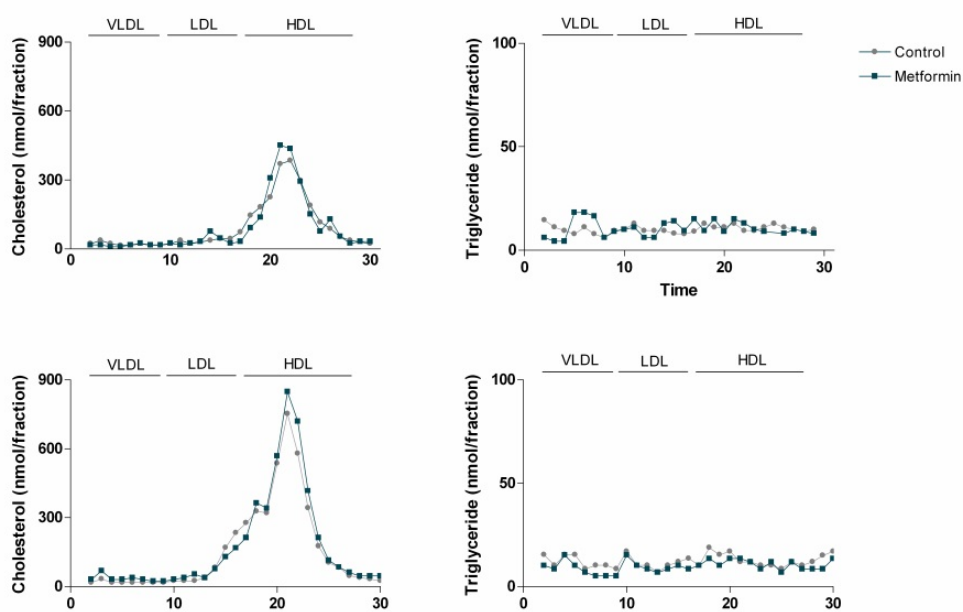 VLDL LDL HDL
900
600
300
0
0 10 20 30
Cholesterol (nmol/fraction)
VLDL LDL HDL
100
50
0
0 10 20 30
Triglyceride (nmol/fraction)
Time
Control
Metformin
VLDL LDL HDL
900
600
300
0
0 10 20 30
Cholesterol (nmol/fraction)
VLDL LDL HDL
100
50
0
0 10 20 30
Triglyceride (nmol/fraction)